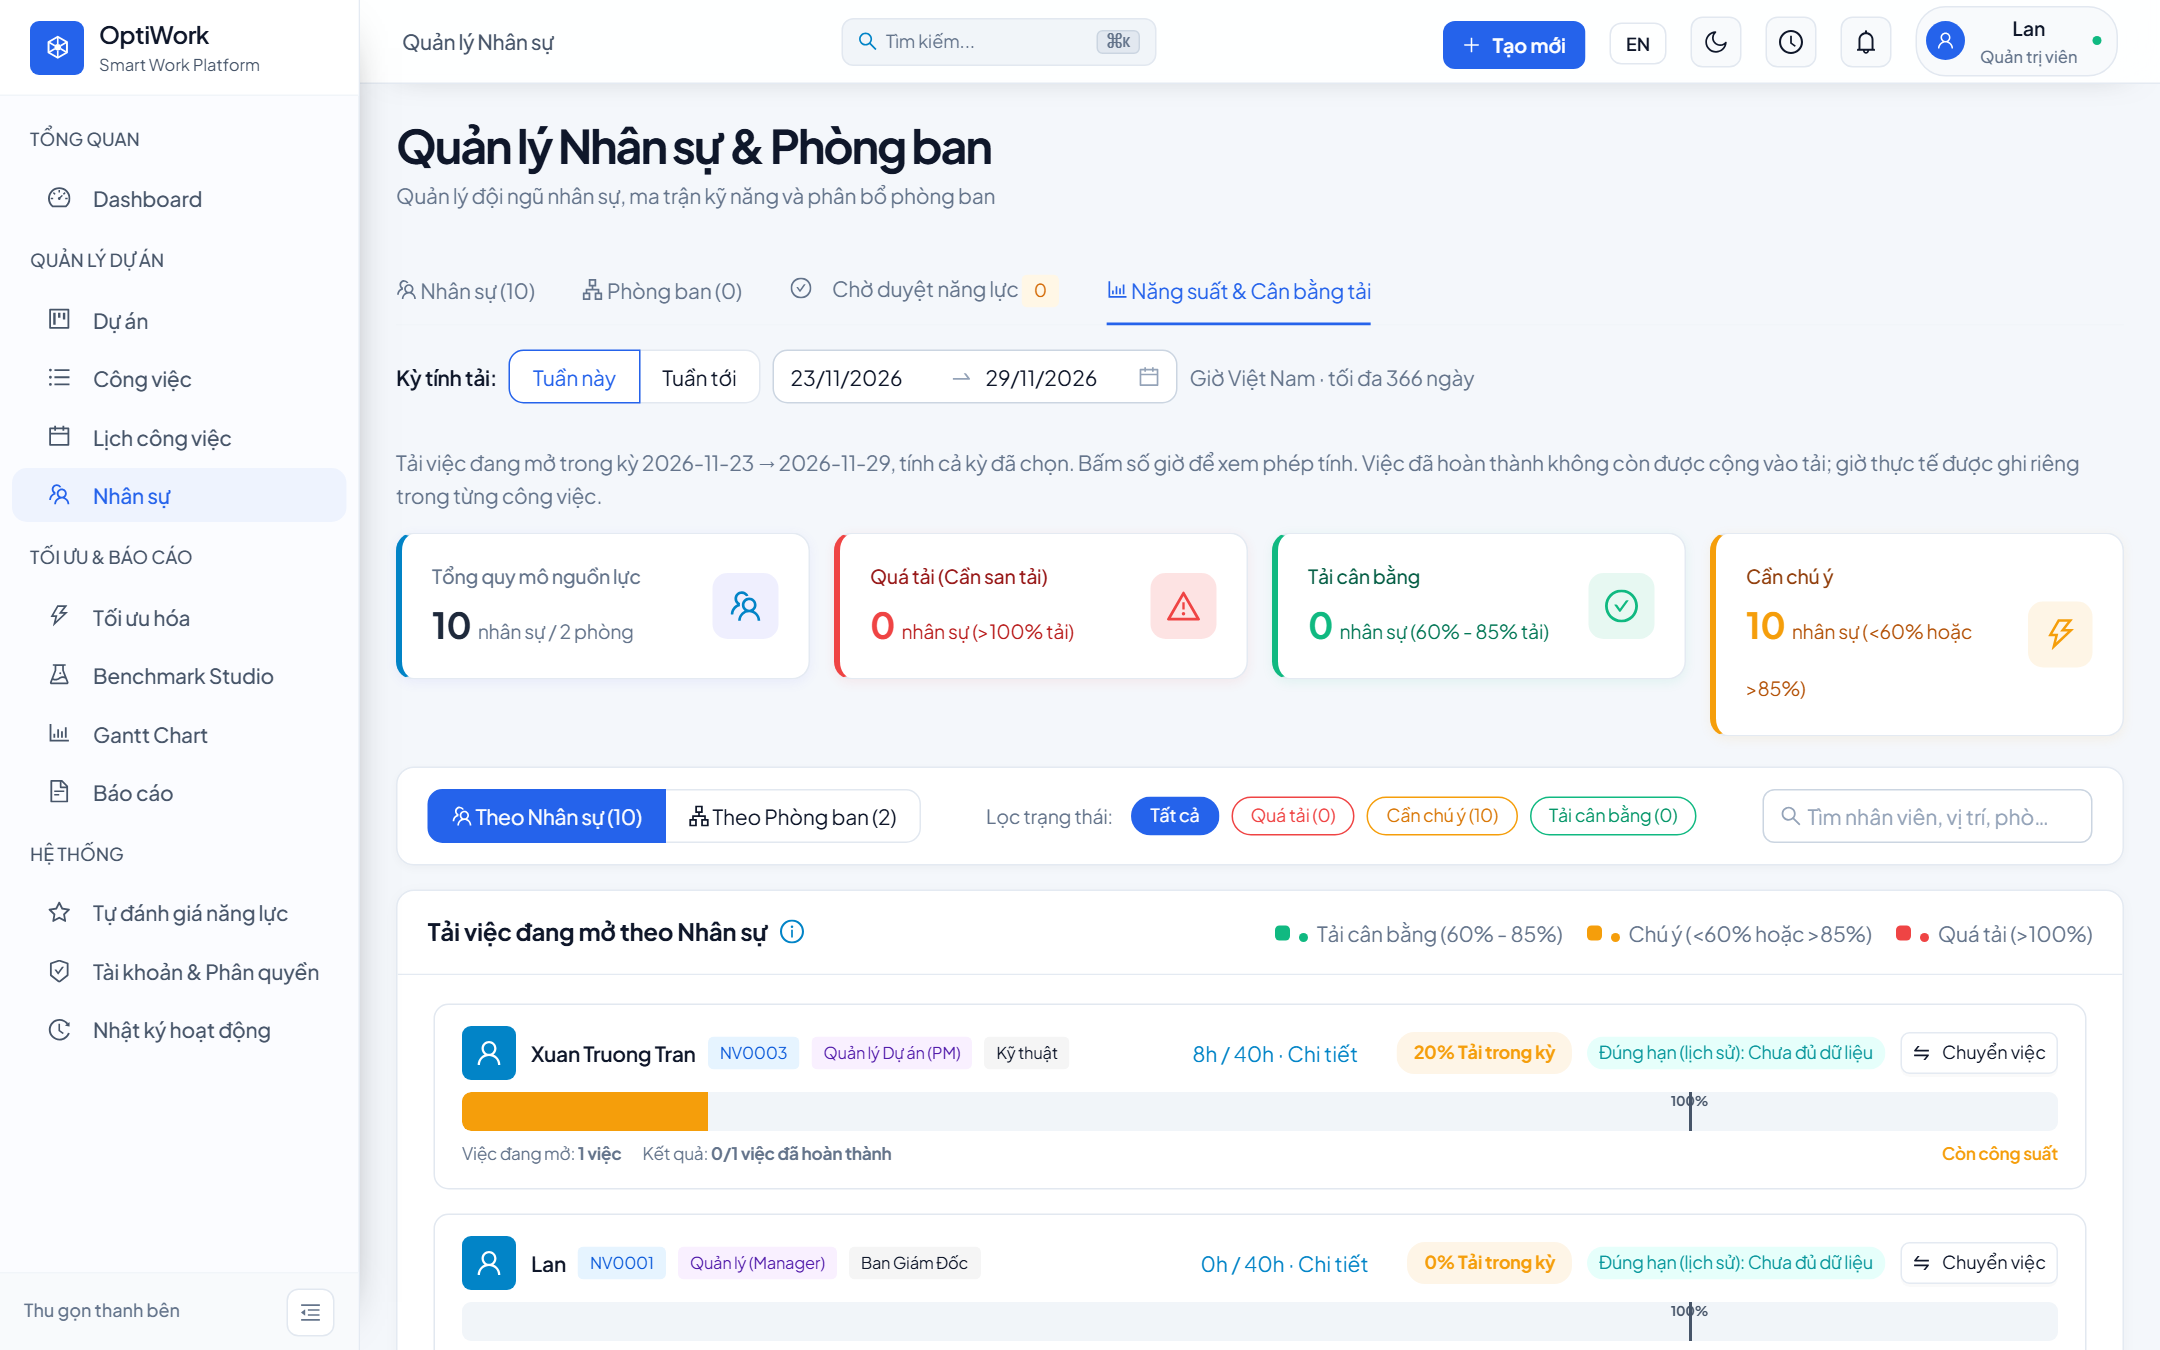 OptiWork
Smart Work Platform
TỔNG QUAN
Dashboard
QUẢN LÝ DỰ ÁN
Dự án
Công việc
Lịch công việc
Nhân sự
TỐI ƯU & BÁO CÁO
Tối ưu hóa
Benchmark Studio
Gantt Chart
Báo cáo
HỆ THỐNG
Tự đánh giá năng lực
Tài khoản & Phân quyền
Nhật ký hoạt động
Thu gọn thanh bên
Quản lý Nhân sự
Tìm kiếm...
⌘K
Tạo mới
EN
Lan
Quản trị viên
Quản lý Nhân sự & Phòng ban
Quản lý đội ngũ nhân sự, ma trận kỹ năng và phân bổ phòng ban
Nhân sự (10)
Phòng ban (0)
Chờ duyệt năng lực 0
Năng suất & Cân bằng tải
Kỳ tính tải: Tuần này Tuần tới 23/11/2026 → 29/11/2026 Giờ Việt Nam · tối đa 366 ngày
Tải việc đang mở trong kỳ 2026-11-23 → 2026-11-29, tính cả kỳ đã chọn. Bấm số giờ để xem phép tính. Việc đã hoàn thành không còn được cộng vào tải; giờ thực tế được ghi riêng
trong từng công việc.
Tổng quy mô nguồn lực
10 nhân sự / 2 phòng
Quá tải (Cần san tải)
0 nhân sự (>100% tải)
Tải cân bằng
0 nhân sự (60% - 85% tải)
Cần chú ý
10 nhân sự (<60% hoặc
>85%)
Theo Nhân sự (10)
Theo Phòng ban (2)
Lọc trạng thái: Tất cả Quá tải (0) Cần chú ý (10) Tải cân bằng (0)
Tìm nhân viên, vị trí, phò...
Tải việc đang mở theo Nhân sự
Tải cân bằng (60% - 85%) Chú ý (<60% hoặc >85%) Quá tải (>100%)
Xuan Truong Tran NV0003 Quản lý Dự án (PM) Kỹ thuật 8h / 40h · Chi tiết 20% Tải trong kỳ Đúng hạn (lịch sử): Chưa đủ dữ liệu Chuyển việc
100%
Việc đang mở: 1 việc Kết quả: 0/1 việc đã hoàn thành Còn công suất
Lan NV0001 Quản lý (Manager) Ban Giám Đốc 0h / 40h · Chi tiết 0% Tải trong kỳ Đúng hạn (lịch sử): Chưa đủ dữ liệu Chuyển việc
100%